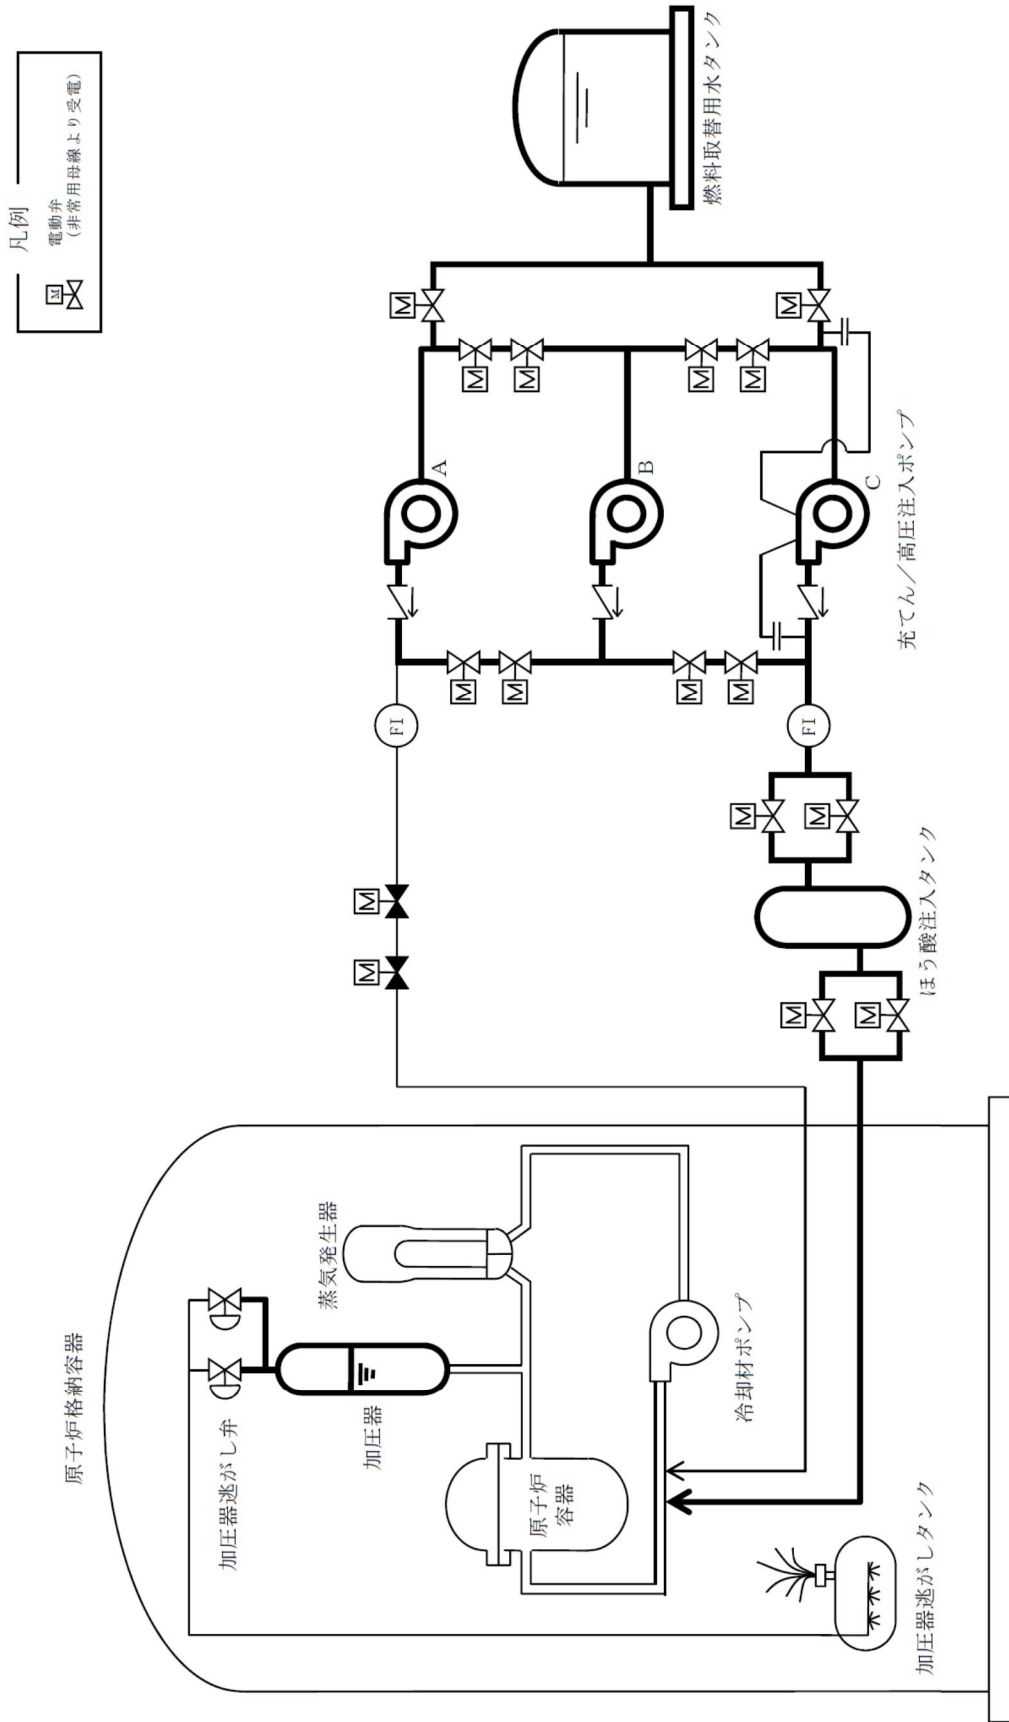 凡例
M
電動弁
(非常用母線より受電)
原子炉格納容器
加圧器逃がし弁
加圧器
蒸気発生器
原子炉
容器
冷却材ポンプ
加圧器逃がしタンク
M
M
FI
M
M
M
M
M
M
M
M
FI
M
M
M
M
ほう酸注入タンク
A
B
C
充てん/高圧注入ポンプ
M
M
M
M
M
M
燃料取替用水タンク